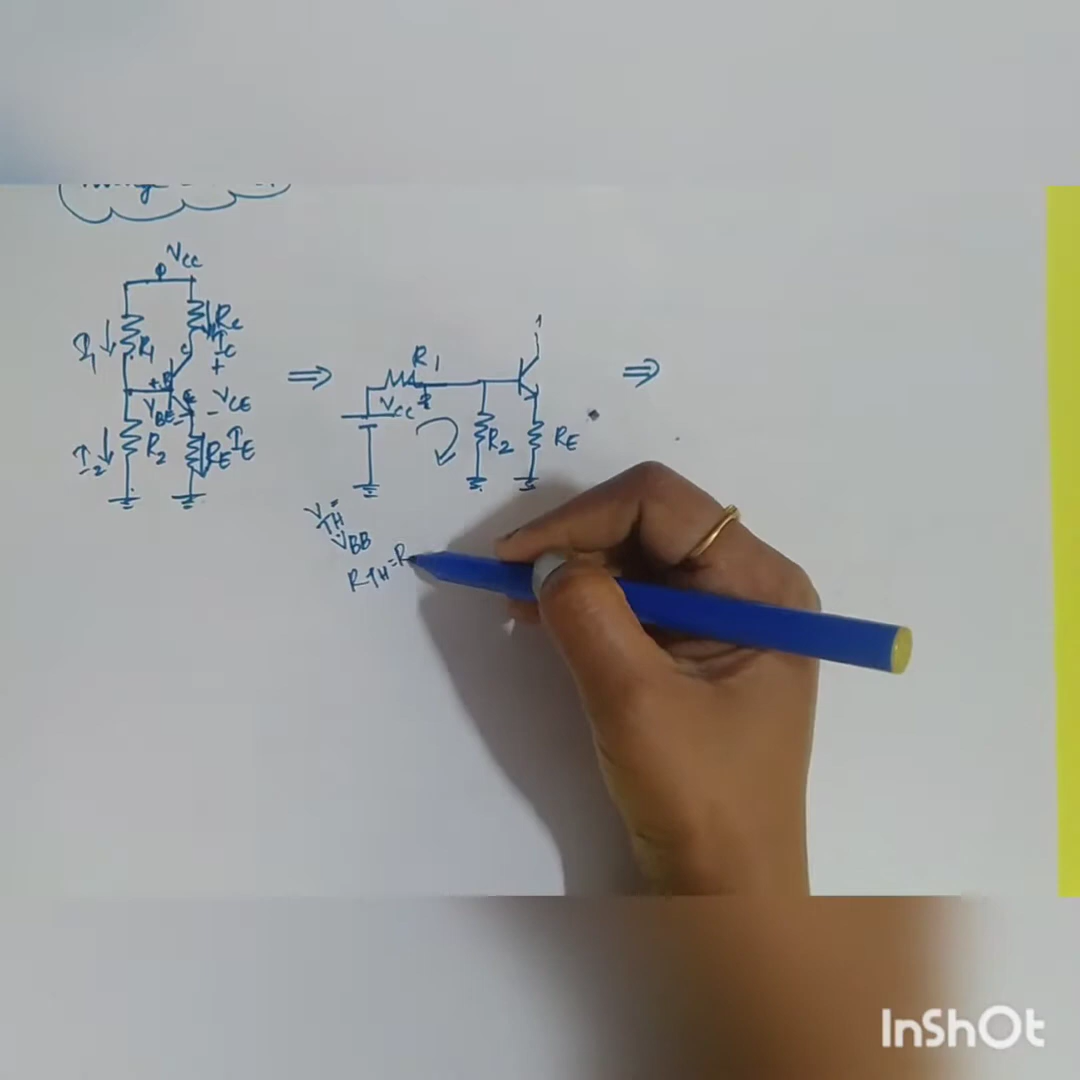 VCC
I1
R1
RC
IC
+
C
+
B
E
VBE
-
-
VCE
I2
R2
RE
IE
⇒
R1
VCC
R2
RE
⇒
VTH =
VBB
RTH = R
InShOt